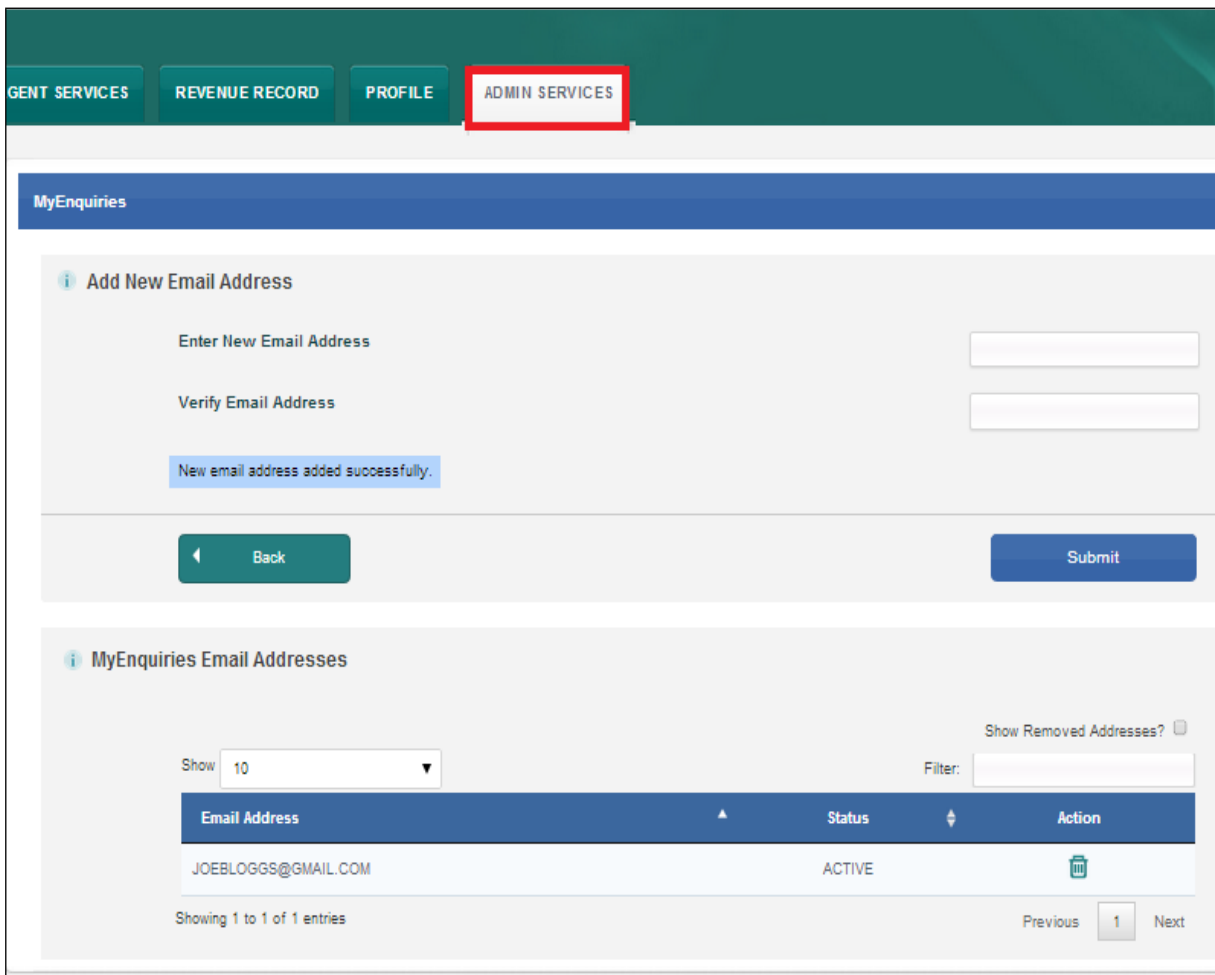 GENT SERVICES REVENUE RECORD PROFILE ADMIN SERVICES
MyEnquiries
i Add New Email Address
Enter New Email Address
Verify Email Address
New email address added successfully.
Back Submit
i MyEnquiries Email Addresses
Show Removed Addresses?
Show 10 Filter:
Email Address Status Action
JOEBLOGGS@GMAIL.COM ACTIVE
Showing 1 to 1 of 1 entries Previous 1 Next